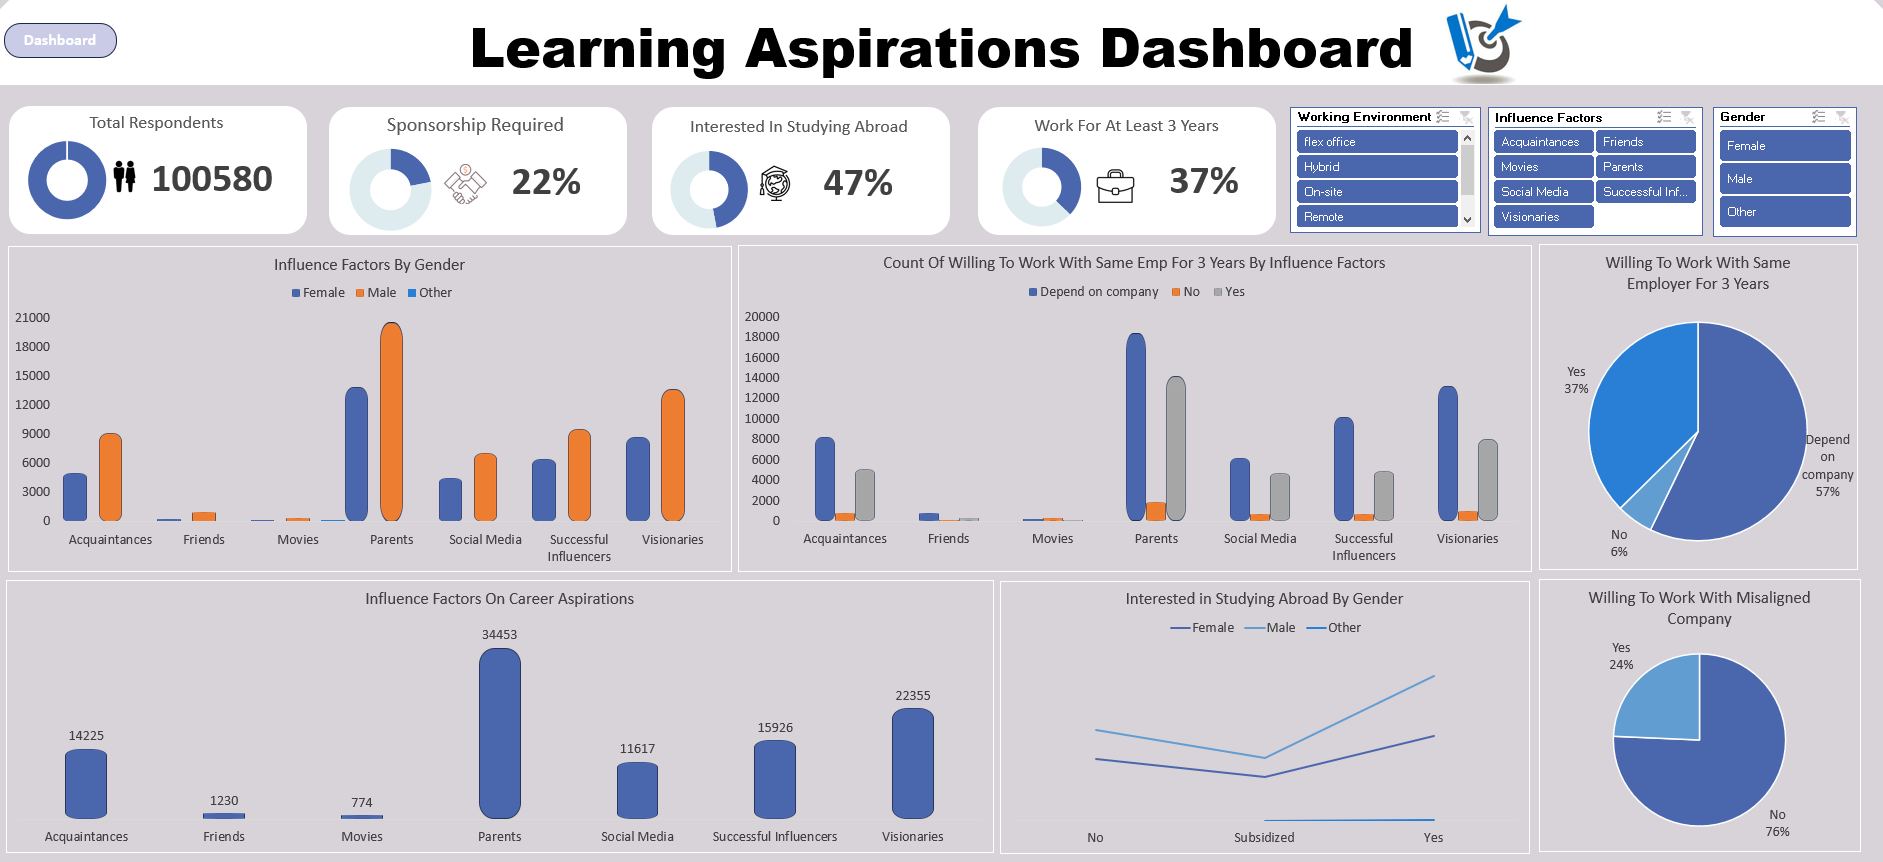 Dashboard
Learning Aspirations Dashboard
Total Respondents
100580
Sponsorship Required
22%
Interested In Studying Abroad
47%
Work For At Least 3 Years
37%
Working Environment
flex office
Hybrid
On-site
Remote
Influence Factors
Acquaintances Friends
Movies Parents
Social Media Successful Inf...
Visionaries
Gender
Female
Male
Other
Influence Factors By Gender
Female Male Other
21000
18000
15000
12000
9000
6000
3000
0
Acquaintances Friends Movies Parents Social Media Successful Visionaries
Influencers
Count Of Willing To Work With Same Emp For 3 Years By Influence Factors
Depend on company No Yes
20000
18000
16000
14000
12000
10000
8000
6000
4000
2000
0
Acquaintances Friends Movies Parents Social Media Successful Visionaries
Influencers
Willing To Work With Same
Employer For 3 Years
Yes
37%
Depend
on
company
57%
No
6%
Influence Factors On Career Aspirations
14225
1230
774
34453
11617
15926
22355
Acquaintances Friends Movies Parents Social Media Successful Influencers Visionaries
Interested in Studying Abroad By Gender
Female Male Other
No Subsidized Yes
Willing To Work With Misaligned
Company
Yes
24%
No
76%